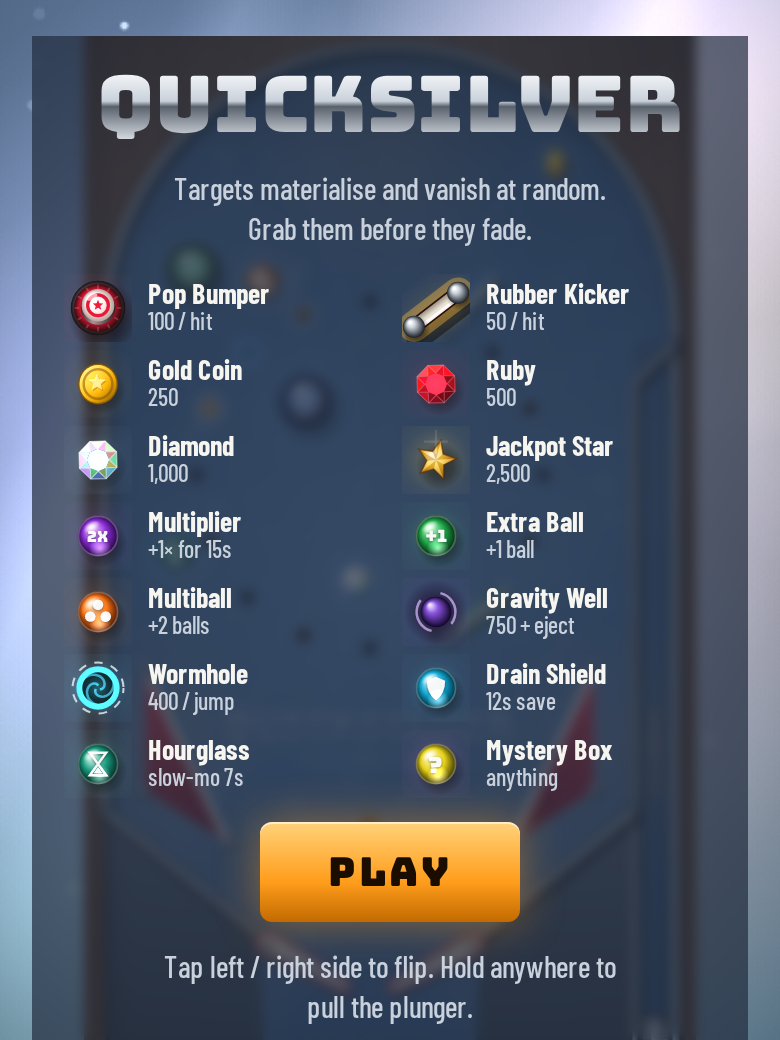 QUICKSILVER
Targets materialise and vanish at random.
Grab them before they fade.
Pop Bumper
100 / hit
Rubber Kicker
50 / hit
Gold Coin
250
Ruby
500
Diamond
1,000
Jackpot Star
2,500
2X
Multiplier
+1× for 15s
+1
Extra Ball
+1 ball
Multiball
+2 balls
Gravity Well
750 + eject
Wormhole
400 / jump
Drain Shield
12s save
Hourglass
slow-mo 7s
?
Mystery Box
anything
PLAY
Tap left / right side to flip. Hold anywhere to
pull the plunger.